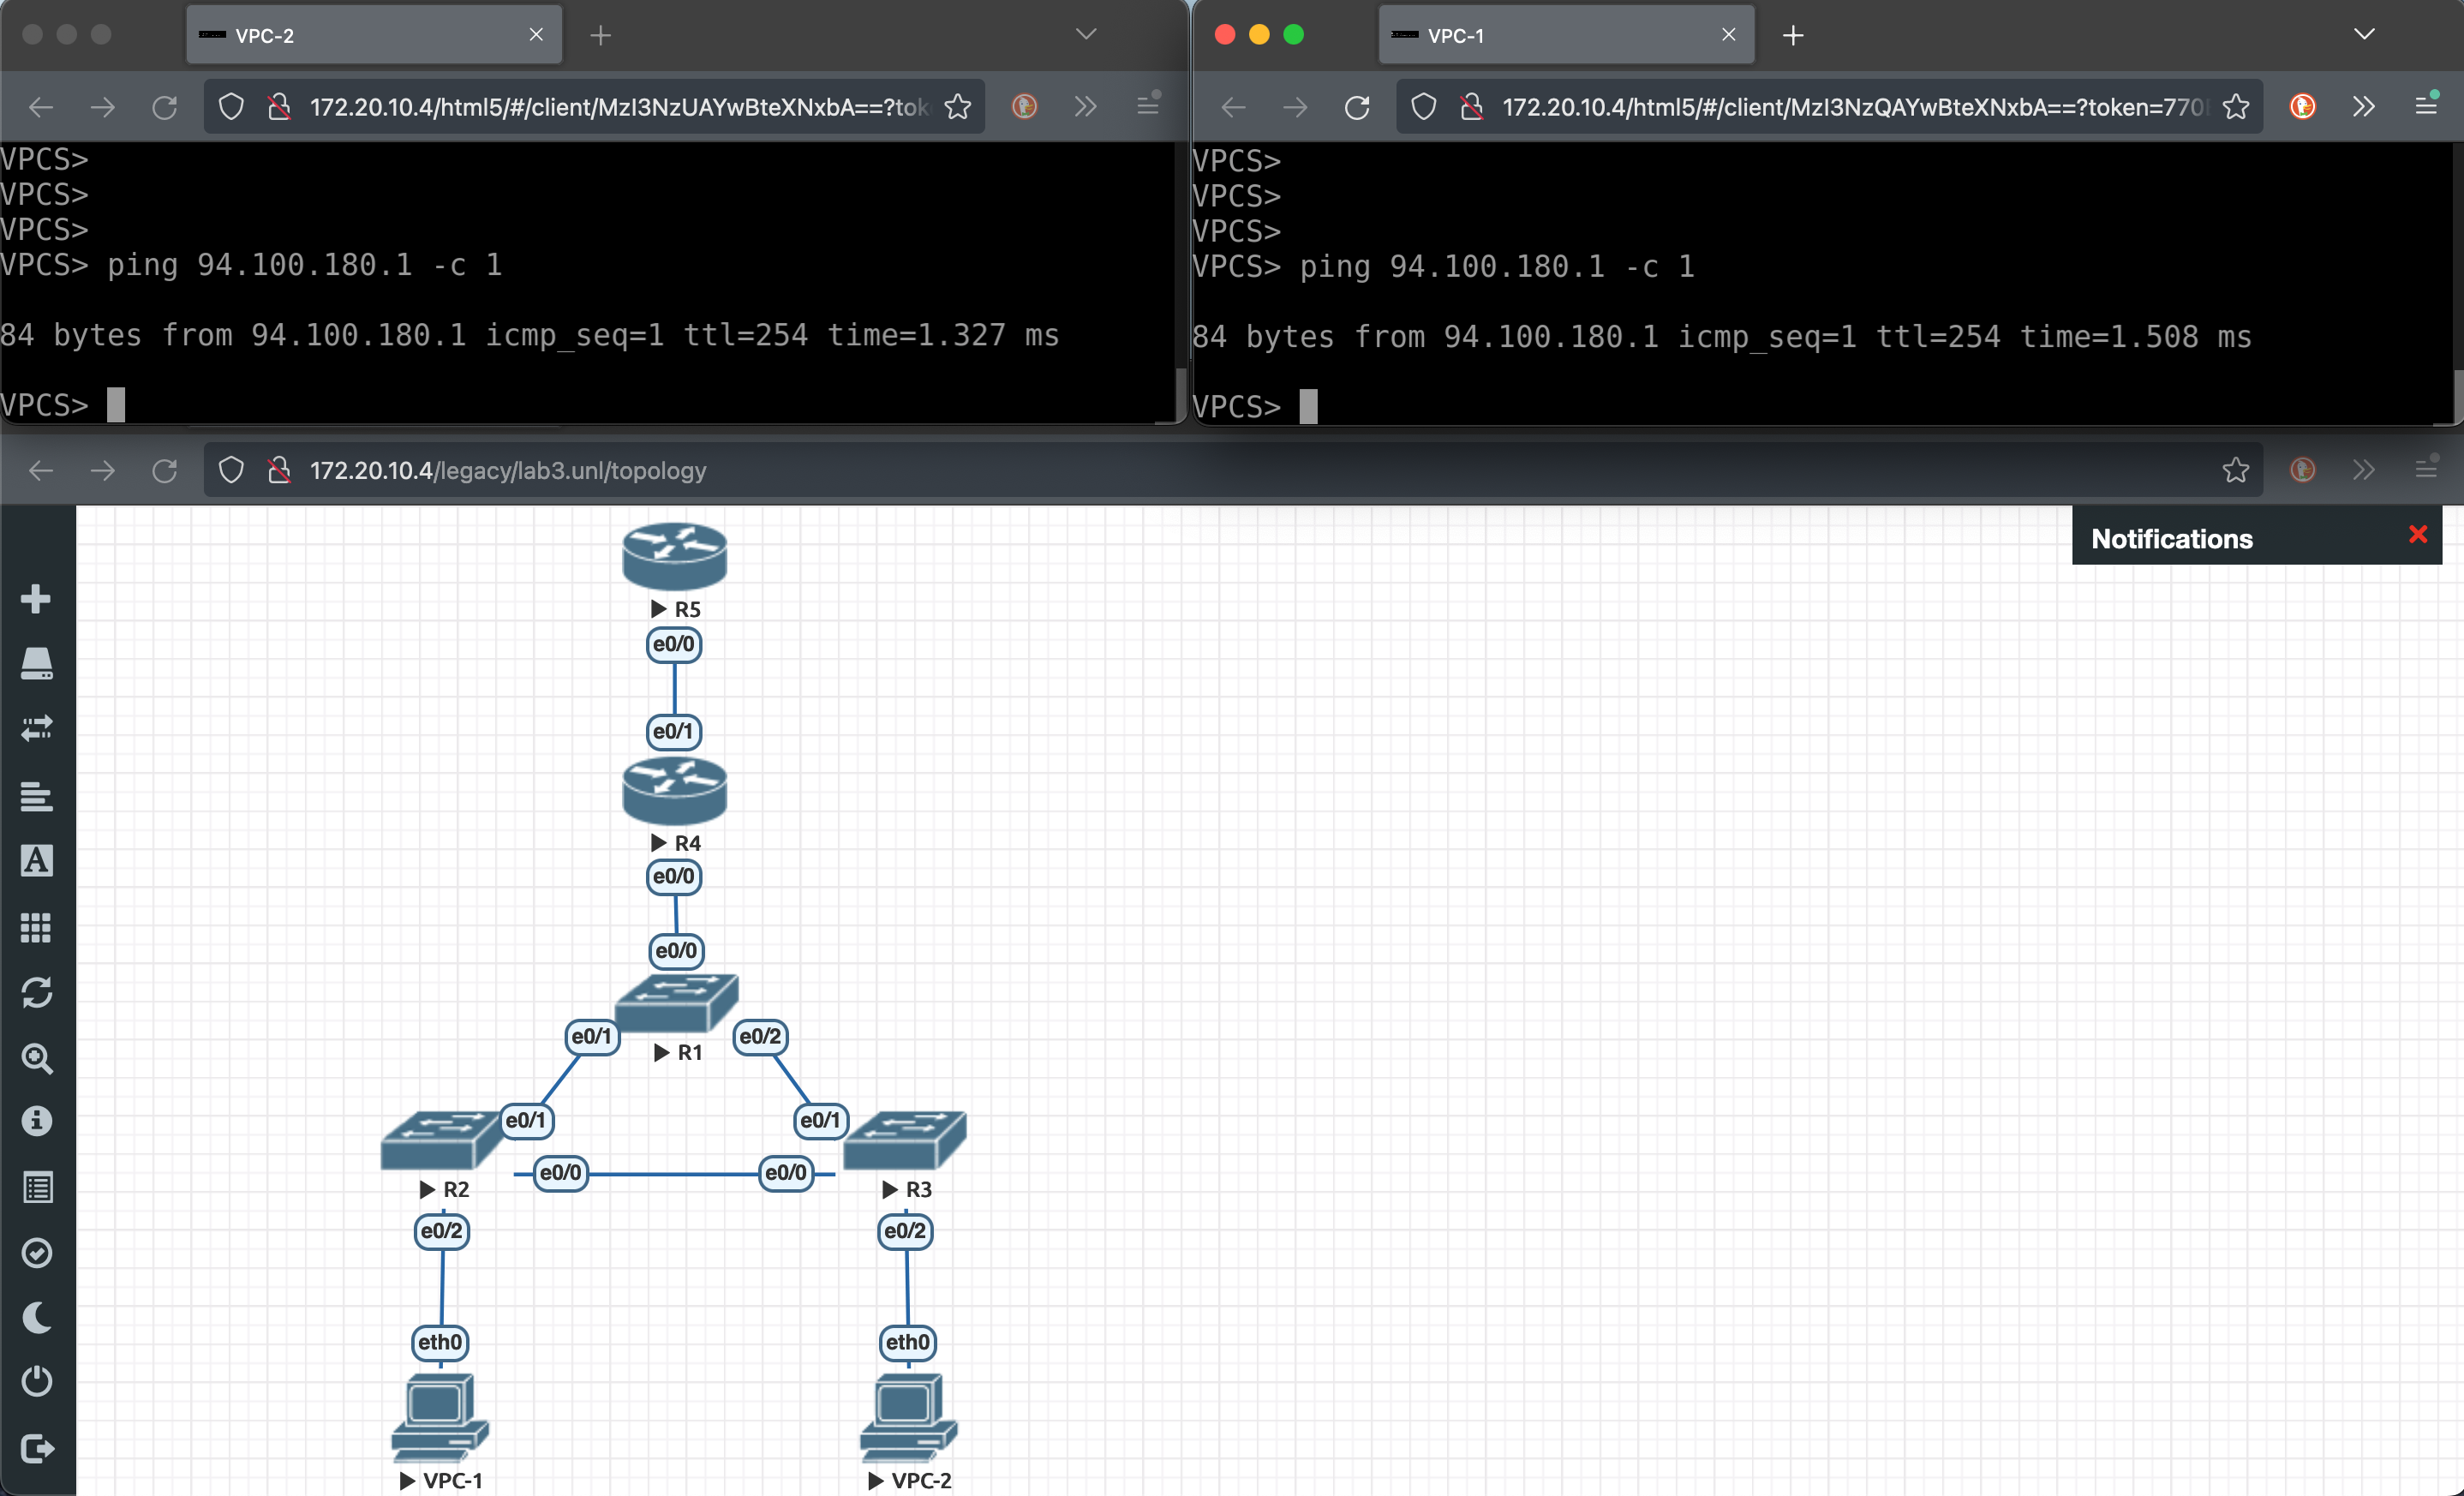 VPC-2
172.20.10.4/html5/#/client/MzI3NzUAYwBteXNxbA==?tok
VPCS>
VPCS>
VPCS>
VPCS> ping 94.100.180.1 -c 1
84 bytes from 94.100.180.1 icmp_seq=1 ttl=254 time=1.327 ms
VPCS>
VPC-1
172.20.10.4/html5/#/client/MzI3NzQAYwBteXNxbA==?token=770
VPCS>
VPCS>
VPCS>
VPCS> ping 94.100.180.1 -c 1
84 bytes from 94.100.180.1 icmp_seq=1 ttl=254 time=1.508 ms
VPCS>
172.20.10.4/legacy/lab3.unl/topology
Notifications
R5
e0/0
e0/1
R4
e0/0
e0/0
e0/1
R1
e0/2
e0/1
e0/1
e0/0
e0/0
R2
R3
e0/2
e0/2
eth0
eth0
VPC-1
VPC-2